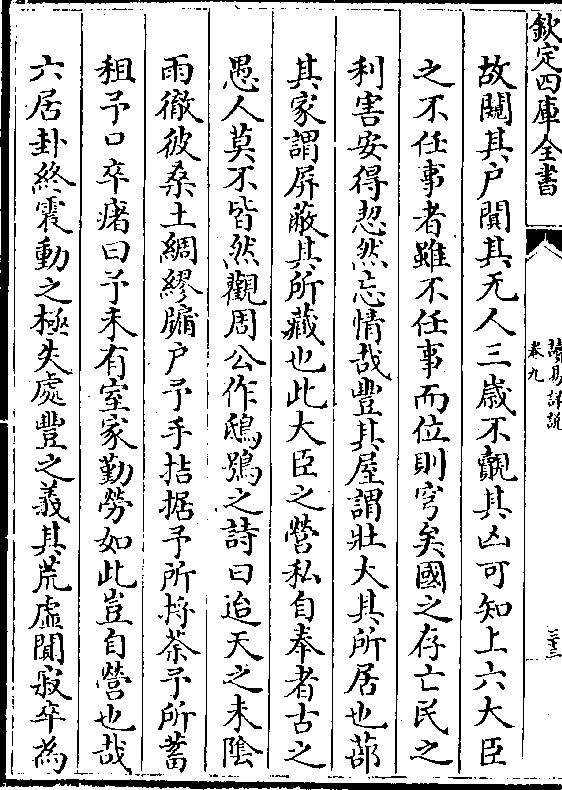 欽定四庫全書
讀易詳說
卷九
三十三
故闚其户闃其无人三歲不覿其凶可知上六大臣
之不任事者雖不任事而位則穹矣國之存亡民之
利害安得恝然忘情哉豐其屋謂壯大其所居也蔀
其家謂屏蔽其所藏也此大臣之營私自奉者古之
愚人莫不皆然觀周公作鴟鴞之詩曰迨天之未陰
雨徹彼桑土綢繆牖户予手拮据予所捋荼予所蓄
租予口卒瘏曰予未有室家勤勞如此豈自營也哉
六居卦終震動之極失處豐之義其荒虛闃寂卒為